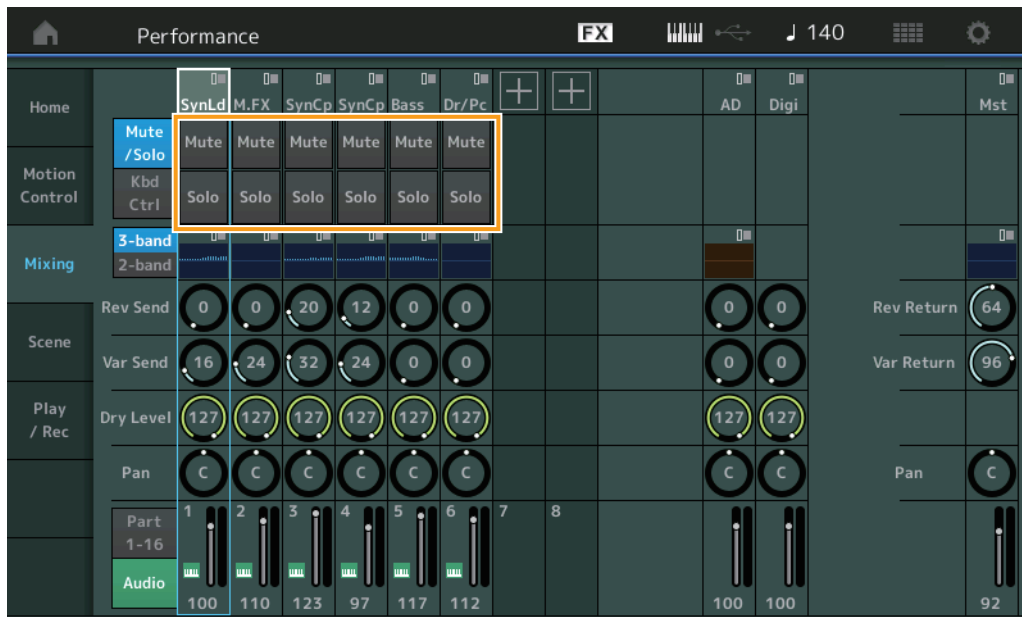 Performance FX 140
SynLd M.FX SynCp SynCp Bass Dr/Pc AD Digi Mst
Home
Mute /Solo
Mute Mute Mute Mute Mute Mute
Motion Control
Kbd Ctrl
Solo Solo Solo Solo Solo Solo
Mixing
3-band
2-band
Rev Send 0 0 20 12 0 0 0 0 Rev Return 64
Scene
Var Send 16 24 32 24 0 0 0 0 Var Return 96
Play / Rec
Dry Level 127 127 127 127 127 127 127 127
Pan C C C C C C C C Pan C
Part 1-16
1 2 3 4 5 6 7 8
Audio
100 110 123 97 117 112 100 100 92